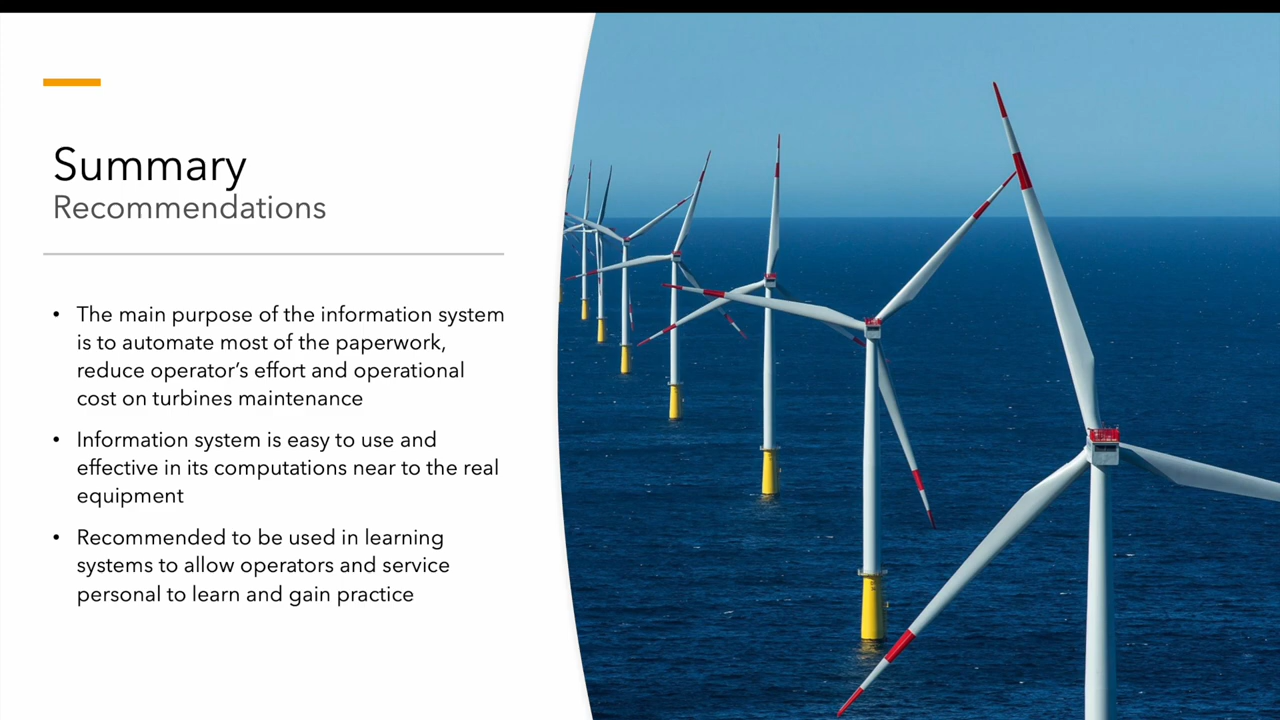 Summary
Recommendations
• The main purpose of the information system
is to automate most of the paperwork,
reduce operator’s effort and operational
cost on turbines maintenance
• Information system is easy to use and
effective in its computations near to the real
equipment
• Recommended to be used in learning
systems to allow operators and service
personal to learn and gain practice